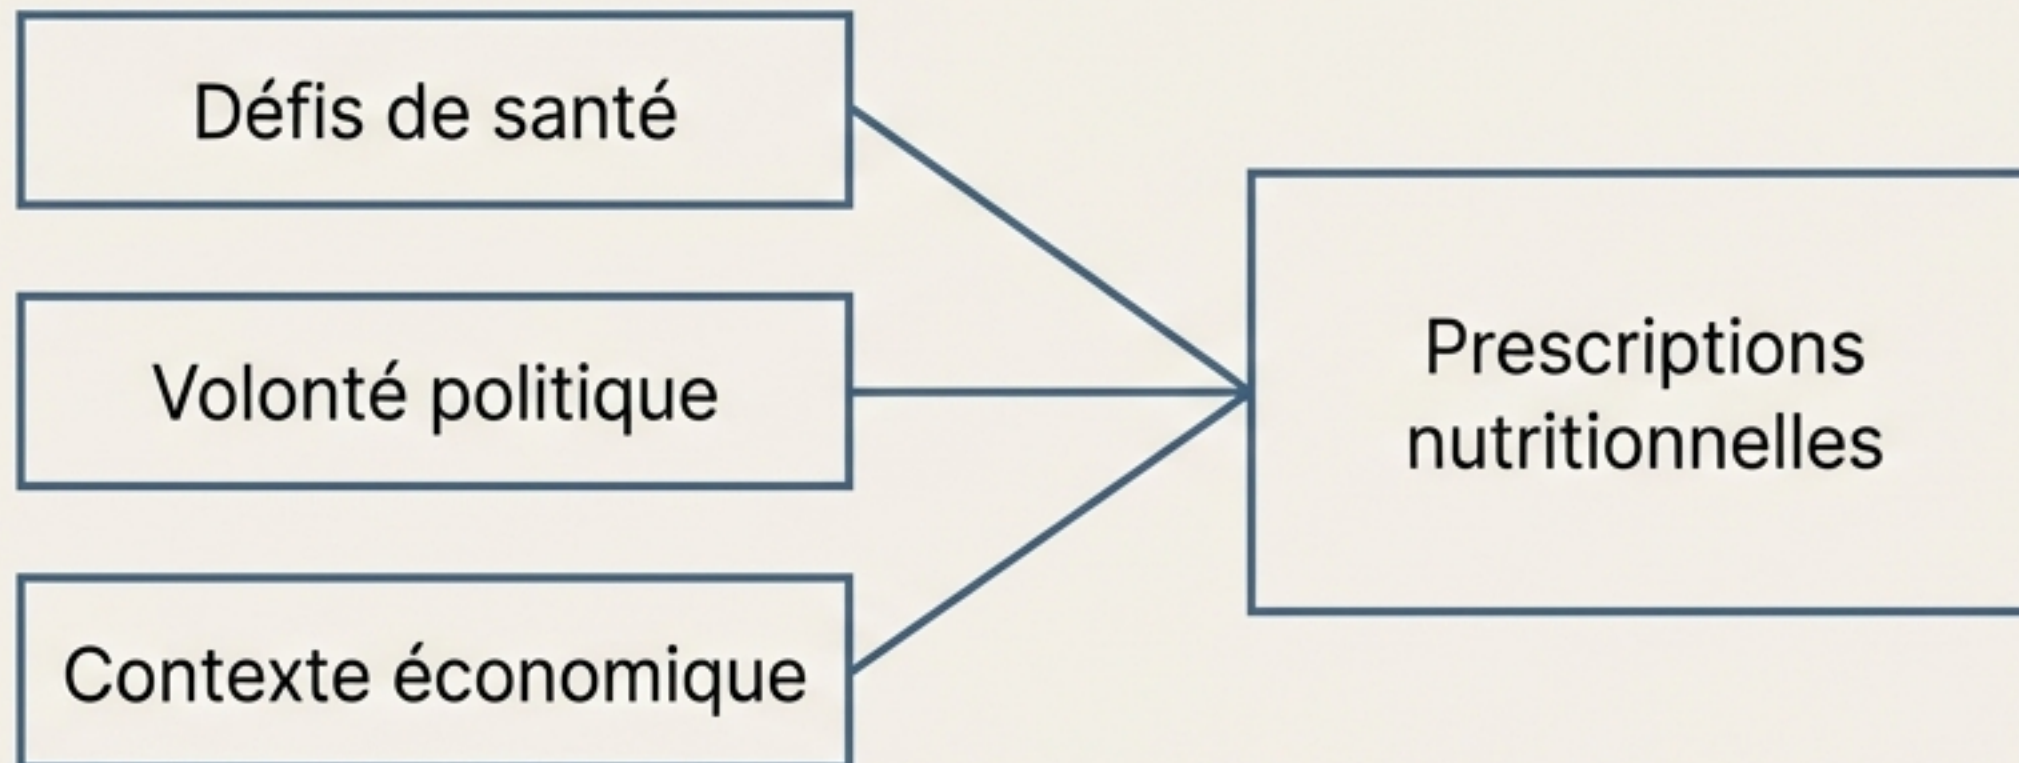 Défis de santé
Volonté politique
Contexte économique
Prescriptions
nutritionnelles